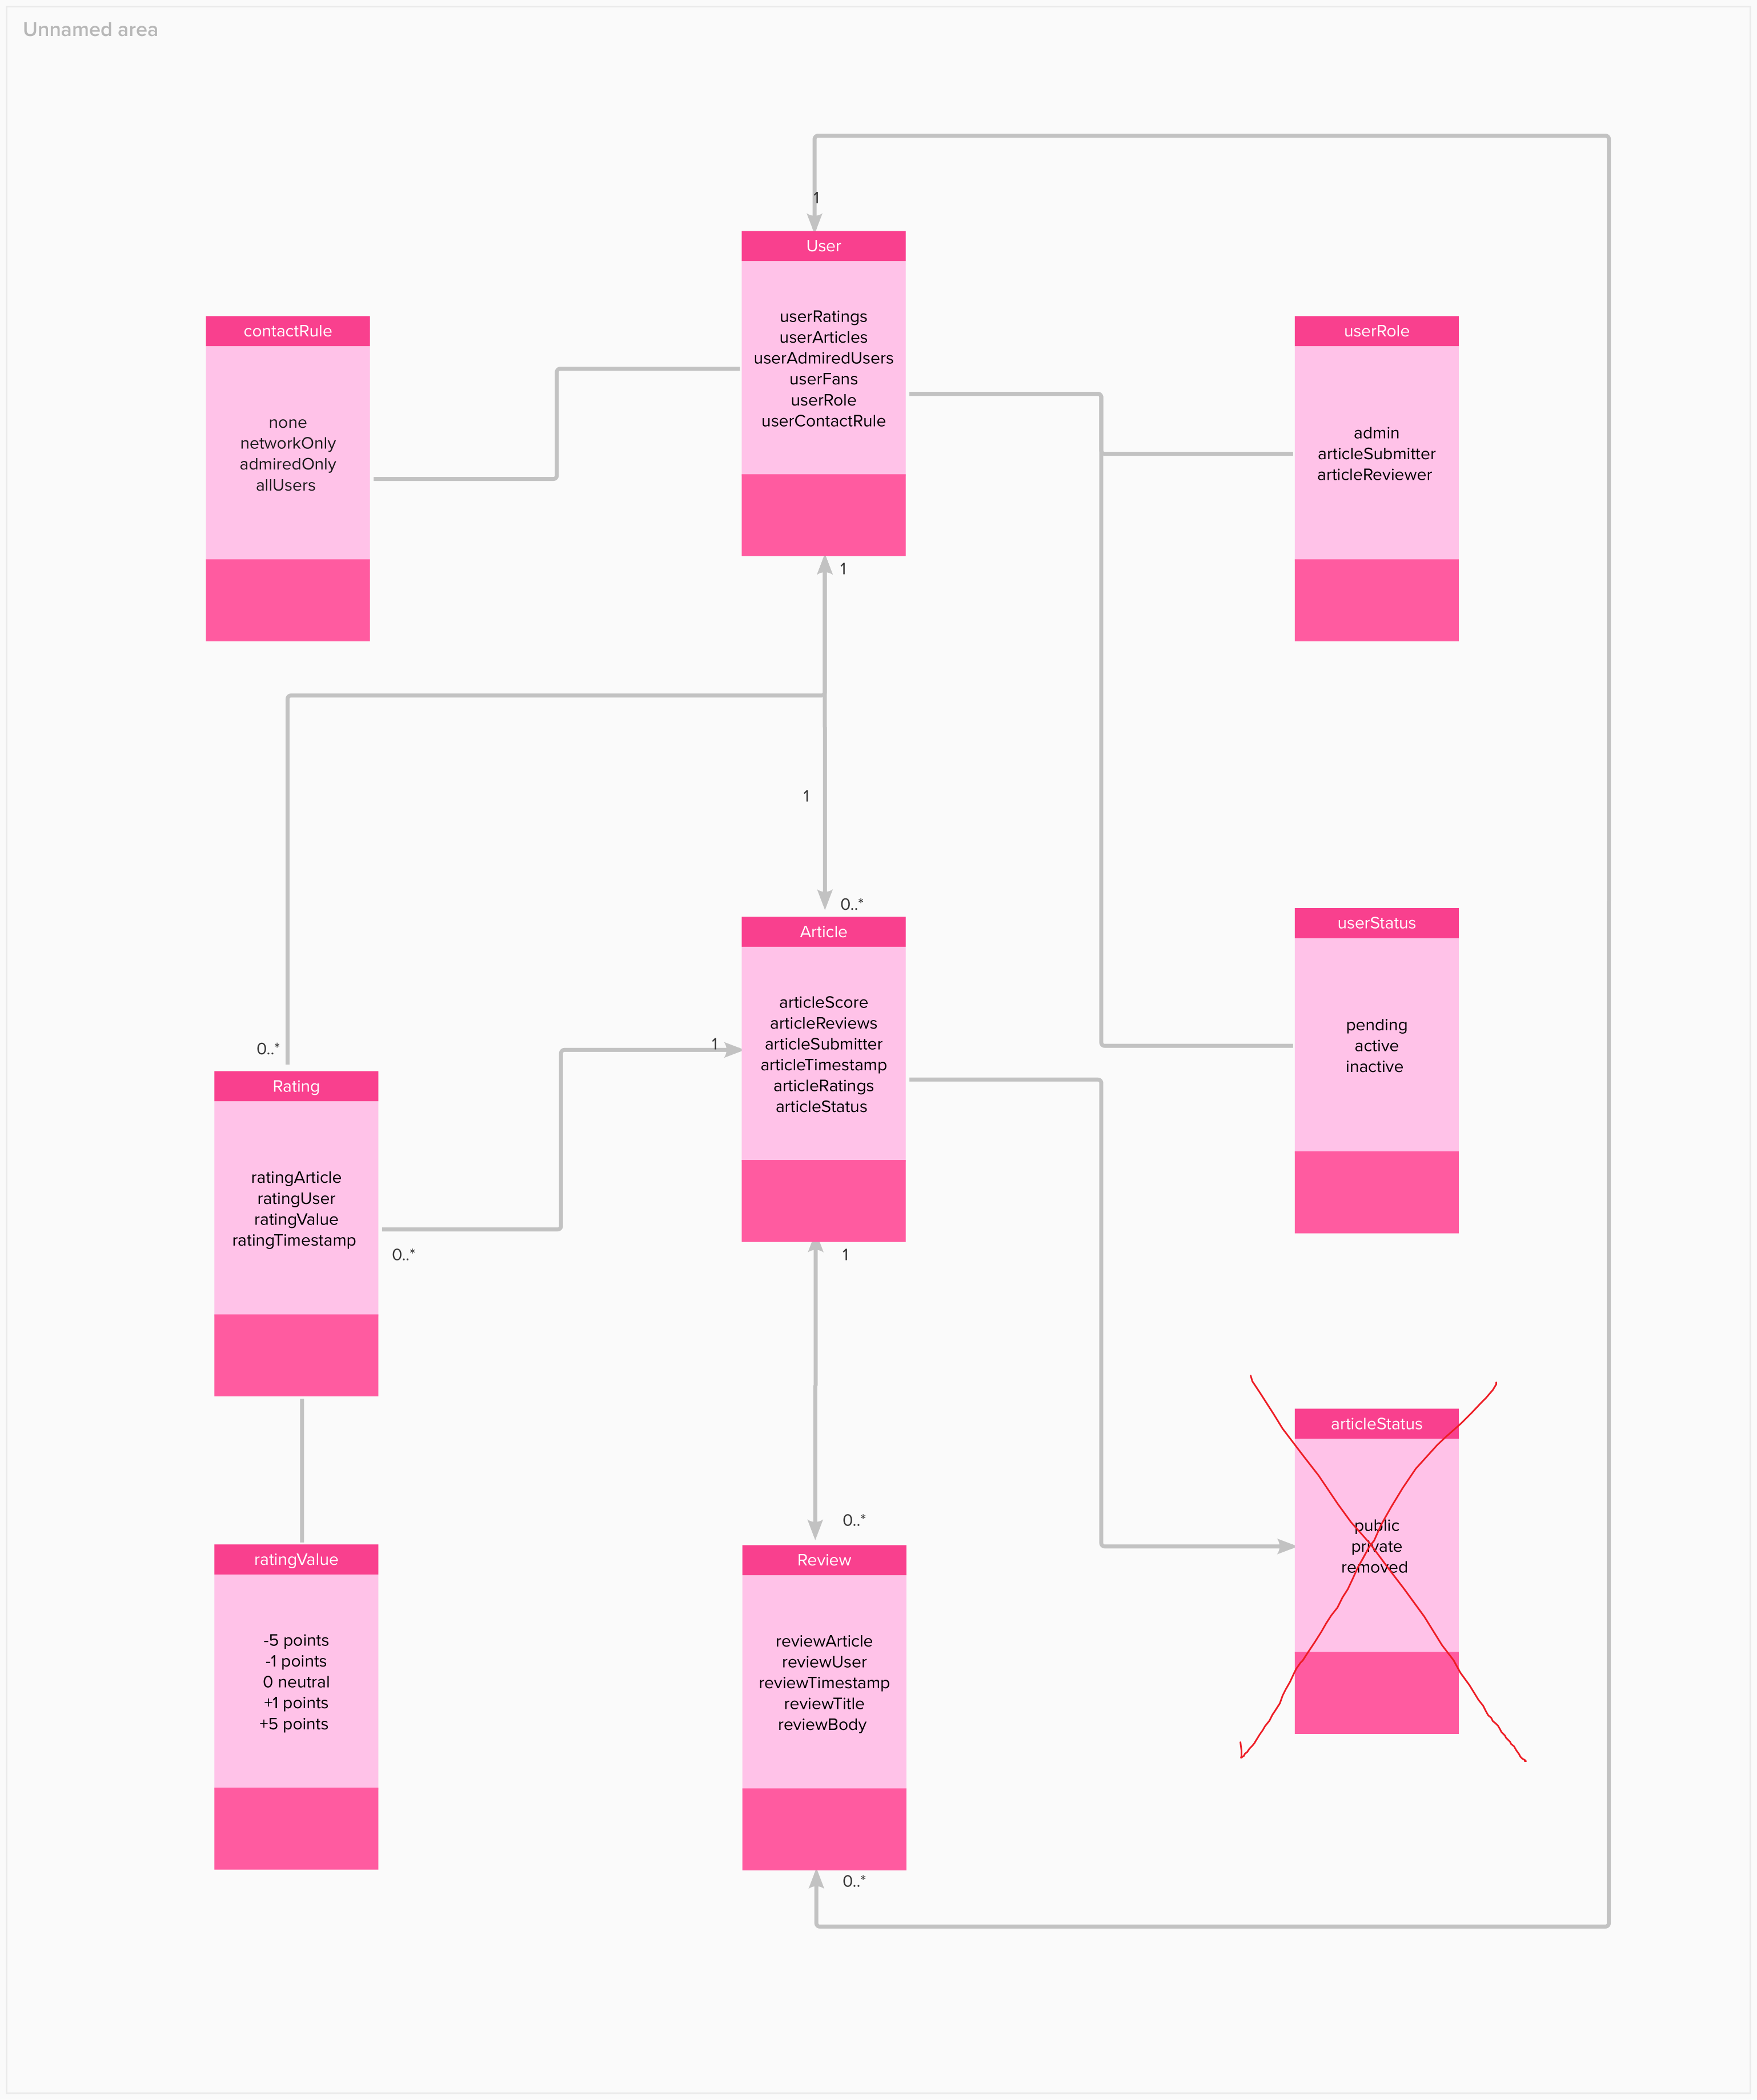 Unnamed area
1
User
userRatings
userArticles
userAdmiredUsers
userFans
userRole
userContactRule
1
contactRule
none
networkOnly
admiredOnly
allUsers
userRole
admin
articleSubmitter
articleReviewer
1
0..*
Article
articleScore
articleReviews
articleSubmitter
articleTimestamp
articleRatings
articleStatus
1
1
userStatus
pending
active
inactive
0..*
Rating
ratingArticle
ratingUser
ratingValue
ratingTimestamp
0..*
articleStatus
public
private
removed
0..*
Review
reviewArticle
reviewUser
reviewTimestamp
reviewTitle
reviewBody
0..*
ratingValue
-5 points
-1 points
0 neutral
+1 points
+5 points